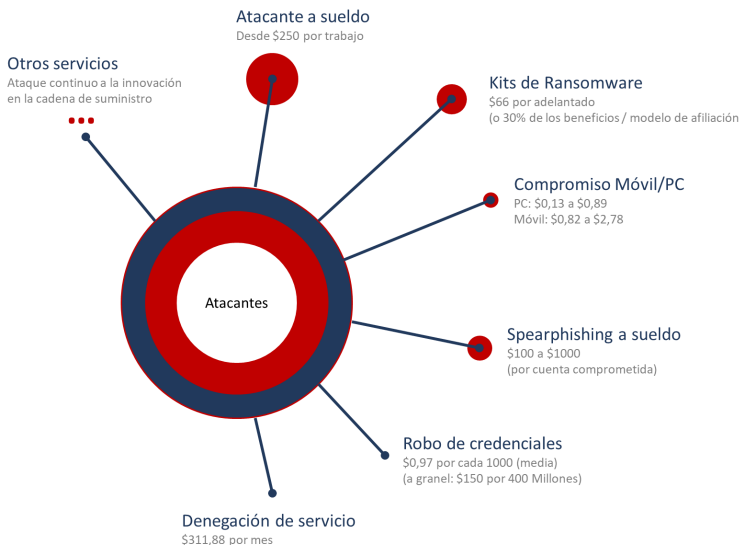 Atacante a sueldo
Desde $250 por trabajo
Otros servicios
Ataque continuo a la innovación
en la cadena de suministro
Kits de Ransomware
$66 por adelantado
(o 30% de los beneficios / modelo de afiliación
Compromiso Móvil/PC
PC: $0,13 a $0,89
Móvil: $0,82 a $2,78
Atacantes
Spearphishing a sueldo
$100 a $1000
(por cuenta comprometida)
Robo de credenciales
$0,97 por cada 1000 (media)
(a granel: $150 por 400 Millones)
Denegación de servicio
$311,88 por mes